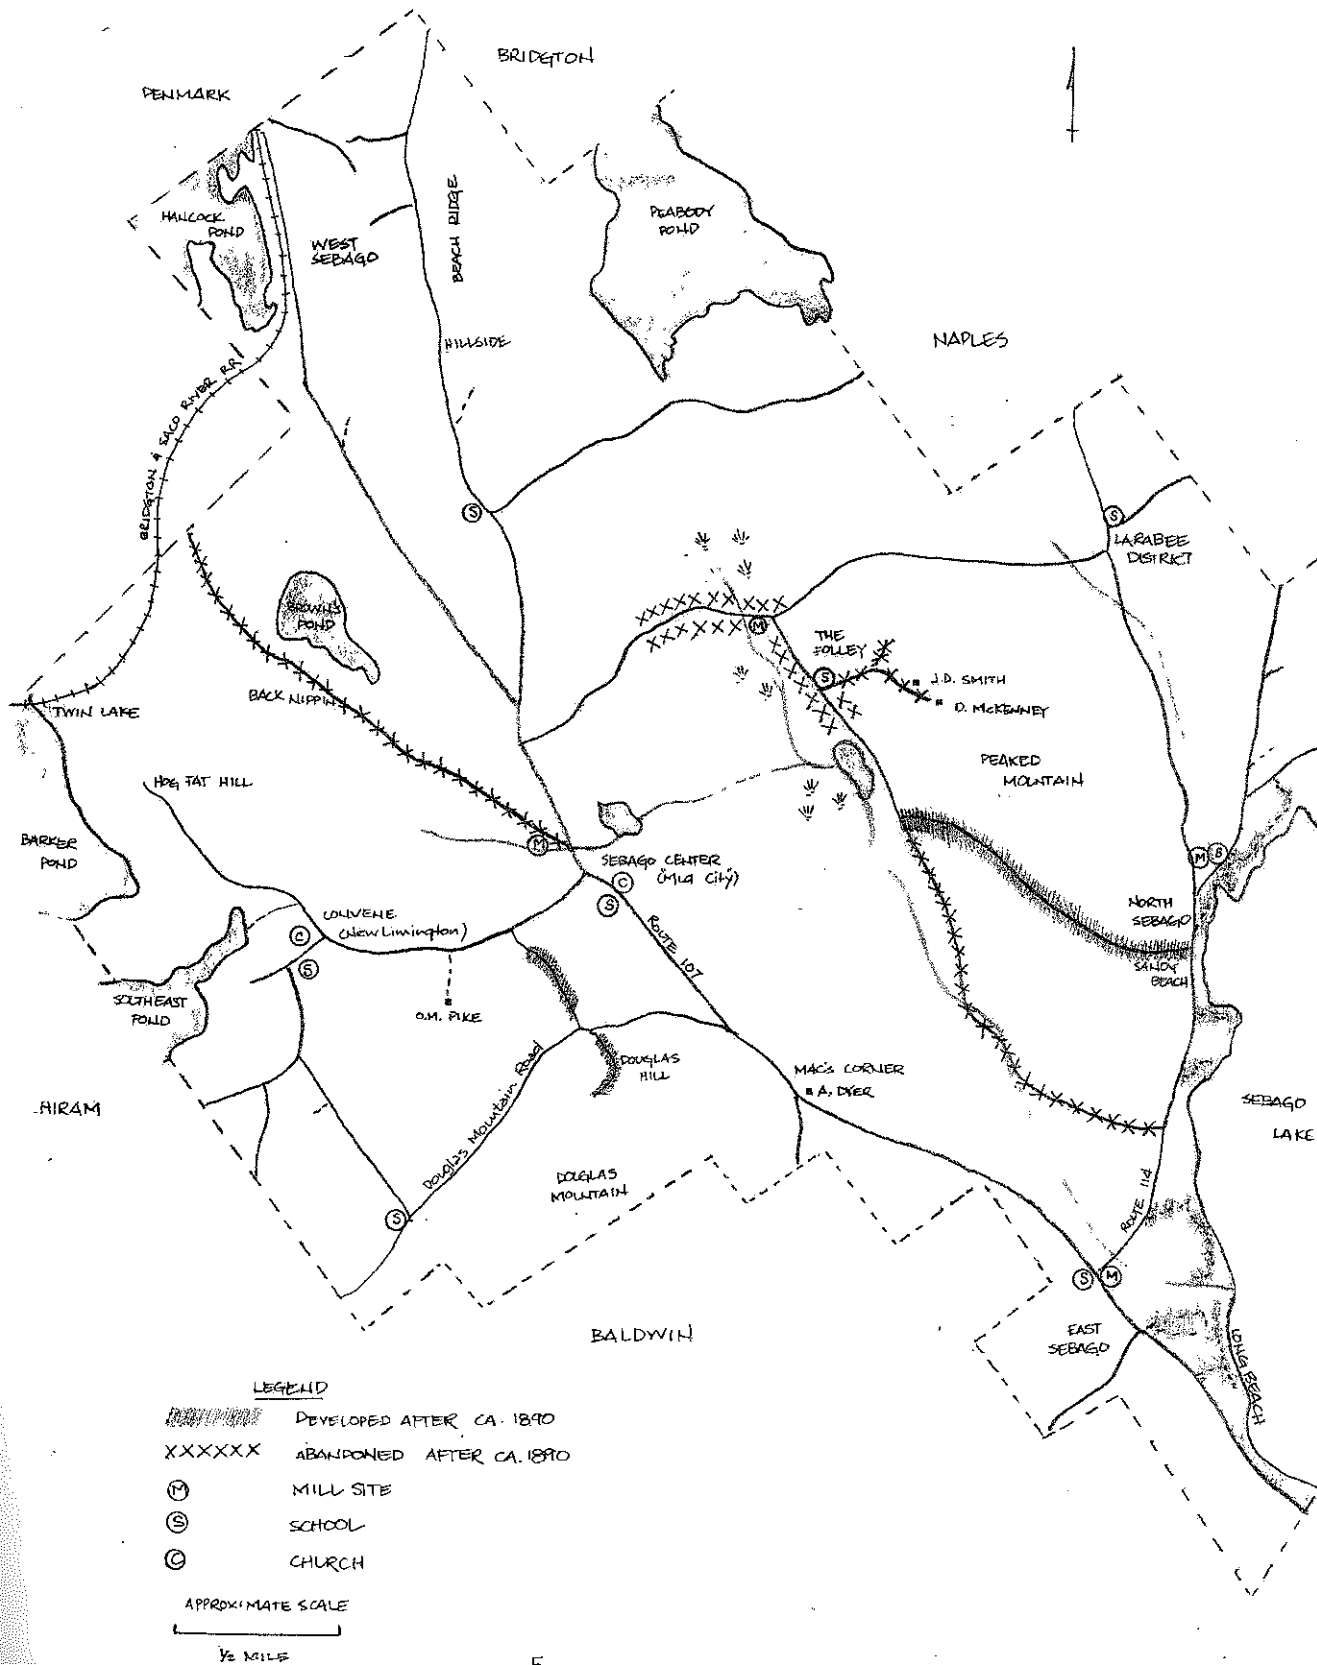 BRIDGTON
DENMARK
HANCOCK
POND
WEST
SEBAGO
BEACH RIDGE
PEABODY
POND
HILLSIDE
NAPLES
BRIDGTON & SACO RIVER RR
S
S
LARABEE
DISTRICT
BROWNS
POND
M
THE
FOLLEY
S
J.D. SMITH
D. McKENNEY
BACK NIPPIN
TWIN LAKE
PEAKED
MOUNTAIN
HOG FAT HILL
BARKER
POND
M
SEBAGO CENTER
C
S
M
S
NORTH
SEBAGO
CONVENE
(New Limington)
C
S
ROUTE 107
SANDY
BEACH
SOUTHEAST
POND
O.M. PIKE
DOUGLAS
HILL
MAC'S CORNER
A. DYER
HIRAM
SEBAGO
LAKE
Douglas Mountain Road
DOUGLAS
MOUNTAIN
S
ROUTE 114
S
M
BALDWIN
EAST
SEBAGO
LONG BEACH
LEGEND
DEVELOPED AFTER CA. 1890
XXXXXX ABANDONED AFTER CA. 1890
M MILL SITE
S SCHOOL
C CHURCH
APPROXIMATE SCALE
1/2 MILE
5